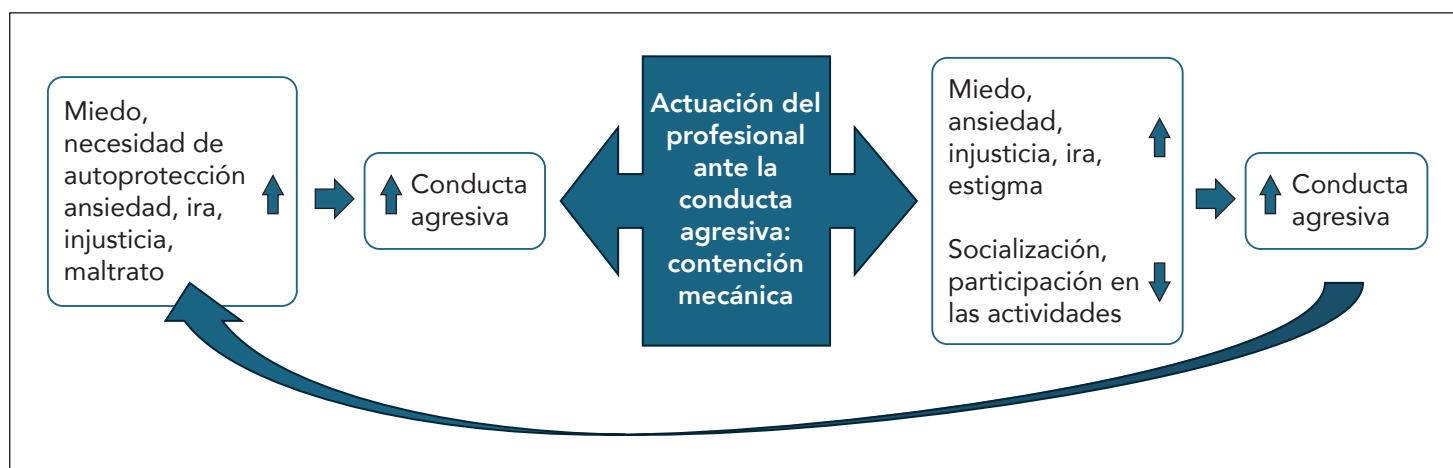 Miedo,
necesidad de
autoprotección
ansiedad, ira,
injusticia,
maltrato
Conducta
agresiva
Actuación del
profesional
ante la
conducta
agresiva:
contención
mecánica
Miedo,
ansiedad,
injusticia, ira,
estigma
Socialización,
participación en
las actividades
Conducta
agresiva